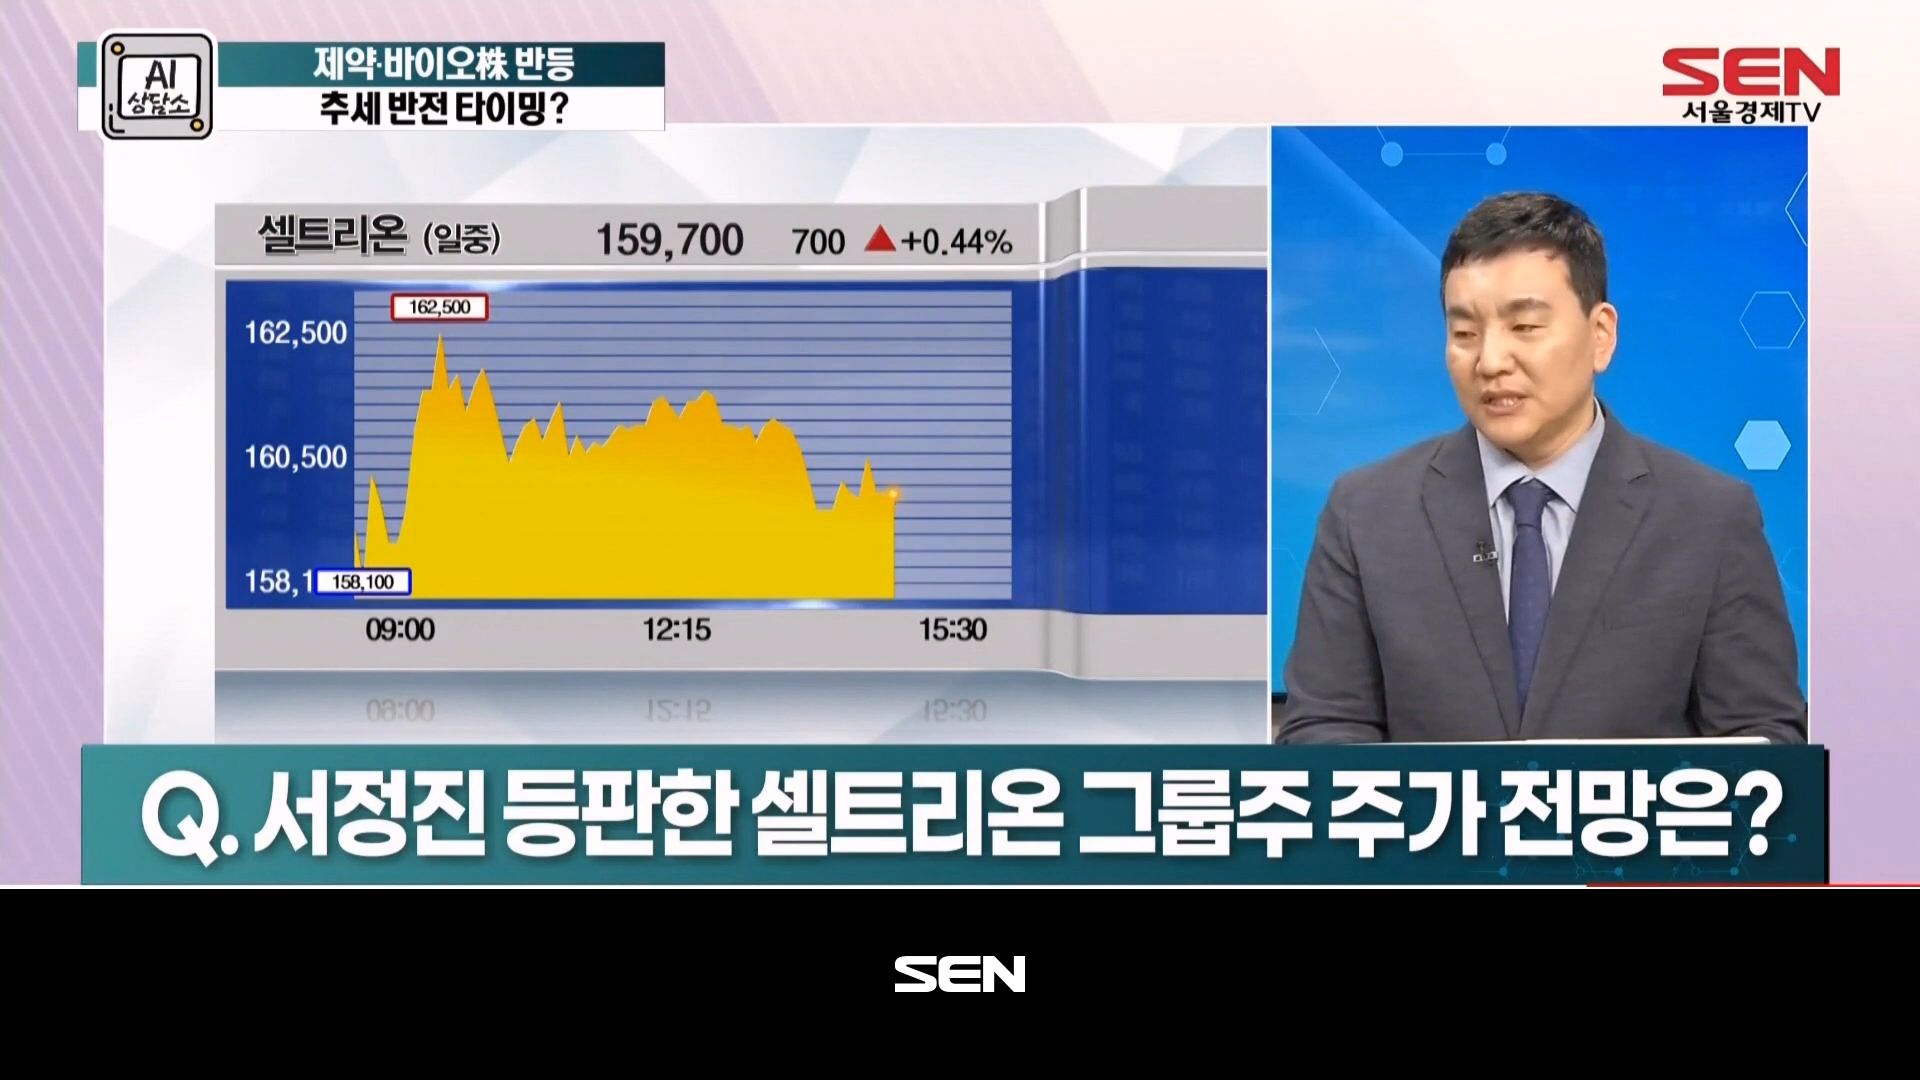 AI
상담소
제약·바이오株 반등
추세 반전 타이밍?
SEN
서울경제TV
셀트리온 (일중) 159,700 700 ▲+0.44%
162,500
162,500
160,500
158,1
158,100
09:00 12:15 15:30
Q. 서정진 등판한 셀트리온 그룹주 주가 전망은?
SEN